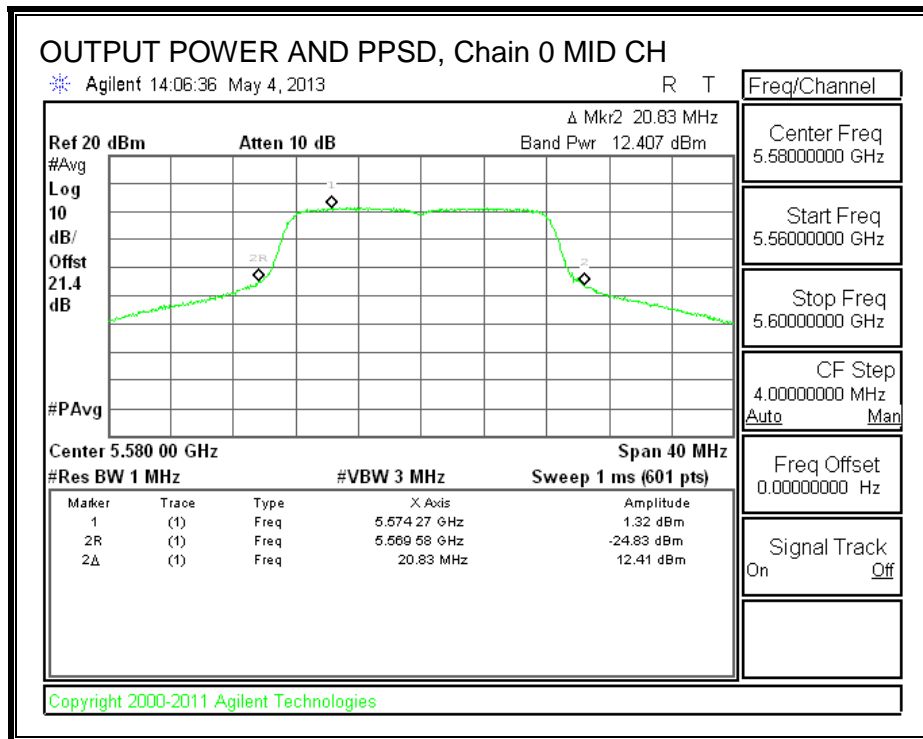 OUTPUT POWER AND PPSD, Chain 0 MID CH
Agilent 14:06:36 May 4, 2013 R T
Δ Mkr2 20.83 MHz
Ref 20 dBm Atten 10 dB Band Pwr 12.407 dBm
#Avg
Log
10
dB/
Offst
21.4
dB
#PAvg
1
2R
2
Center 5.580 00 GHz Span 40 MHz
#Res BW 1 MHz #VBW 3 MHz Sweep 1 ms (601 pts)
Marker Trace Type X Axis Amplitude
1 (1) Freq 5.574 27 GHz 1.32 dBm
2R (1) Freq 5.569 58 GHz -24.83 dBm
2Δ (1) Freq 20.83 MHz 12.41 dBm
Freq/Channel
Center Freq
5.58000000 GHz
Start Freq
5.56000000 GHz
Stop Freq
5.60000000 GHz
CF Step
4.00000000 MHz
Auto Man
Freq Offset
0.00000000 Hz
Signal Track
On Off
Copyright 2000-2011 Agilent Technologies